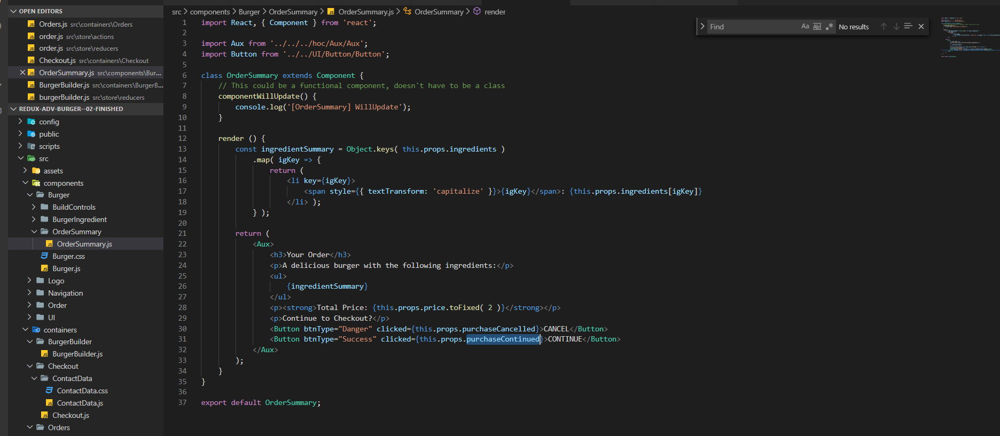 OPEN EDITORS
Orders.js src\containers\Orders
order.js src\store\actions
order.js src\store\reducers
Checkout.js src\containers\Checkout
OrderSummary.js src\components\Bur...
BurgerBuilder.js src\containers\BurgerB...
burgerBuilder.js src\store\reducers
REDUX-ADV-BURGER--02-FINISHED
config
public
scripts
src
assets
components
Burger
BuildControls
BurgerIngredient
OrderSummary
OrderSummary.js
Burger.css
Burger.js
Logo
Navigation
Order
UI
containers
BurgerBuilder
BurgerBuilder.js
Checkout
ContactData
ContactData.css
ContactData.js
Checkout.js
Orders
src > components > Burger > OrderSummary > JS OrderSummary.js > OrderSummary > render
Find Aa Abl .* No results
1 import React, { Component } from 'react';
2
3 import Aux from '../../../hoc/Aux/Aux';
4 import Button from '../../UI/Button/Button';
5
6 class OrderSummary extends Component {
7 // This could be a functional component, doesn't have to be a class
8 componentWillUpdate() {
9 console.log('[OrderSummary] WillUpdate');
10 }
11
12 render () {
13 const ingredientSummary = Object.keys( this.props.ingredients )
14 .map( igKey => {
15 return (
16 <li key={igKey}>
17 <span style={{ textTransform: 'capitalize' }}>{igKey}</span>: {this.props.ingredients[igKey]}
18 </li> );
19 } );
20
21 return (
22 <Aux>
23 <h3>Your Order</h3>
24 <p>A delicious burger with the following ingredients:</p>
25 <ul>
26 {ingredientSummary}
27 </ul>
28 <p><strong>Total Price: {this.props.price.toFixed( 2 )}</strong></p>
29 <p>Continue to Checkout?</p>
30 <Button btnType="Danger" clicked={this.props.purchaseCancelled}>CANCEL</Button>
31 <Button btnType="Success" clicked={this.props.purchaseContinued}>CONTINUE</Button>
32 </Aux>
33 );
34 }
35 }
36
37 export default OrderSummary;